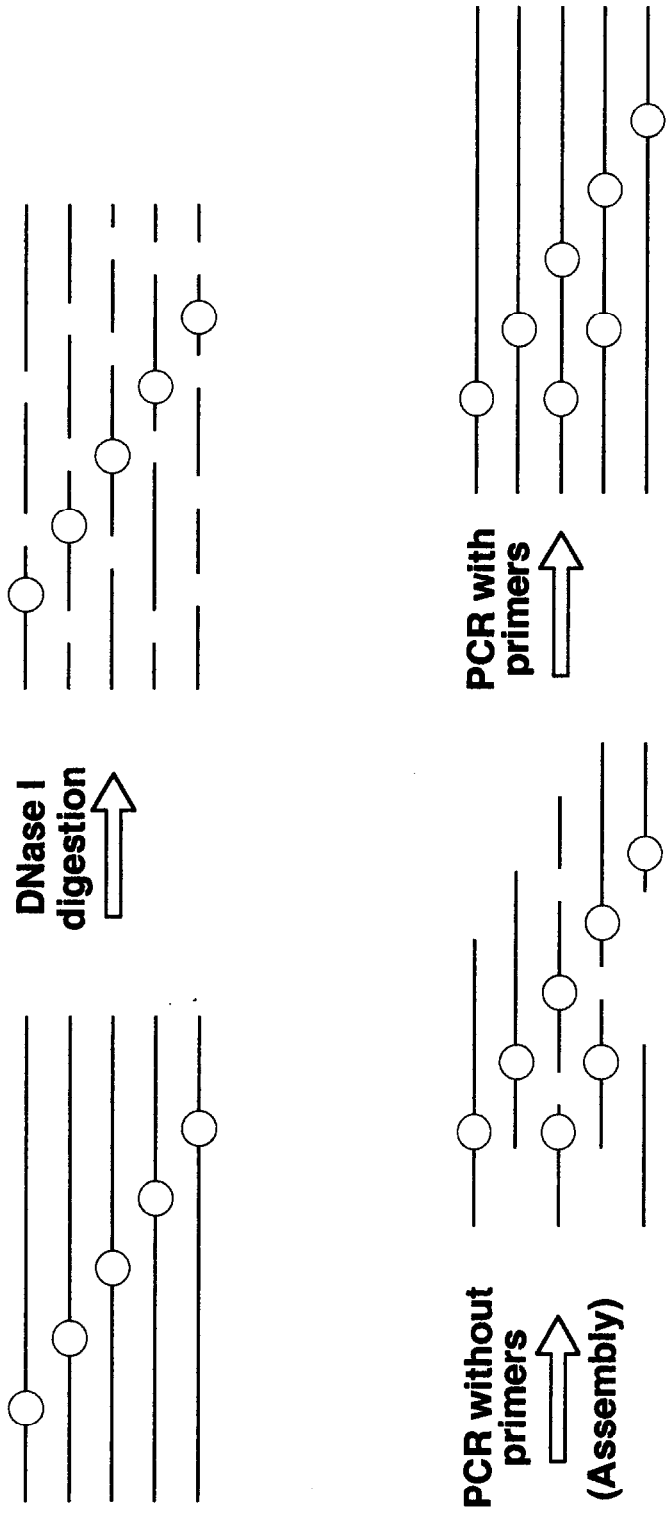 DNase I
digestion
PCR without
primers
(Assembly)
PCR with
primers